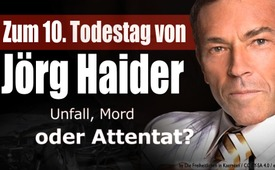 Zum 10. Todestag von
Jörg Haider
Unfall, Mord
oder Attentat?